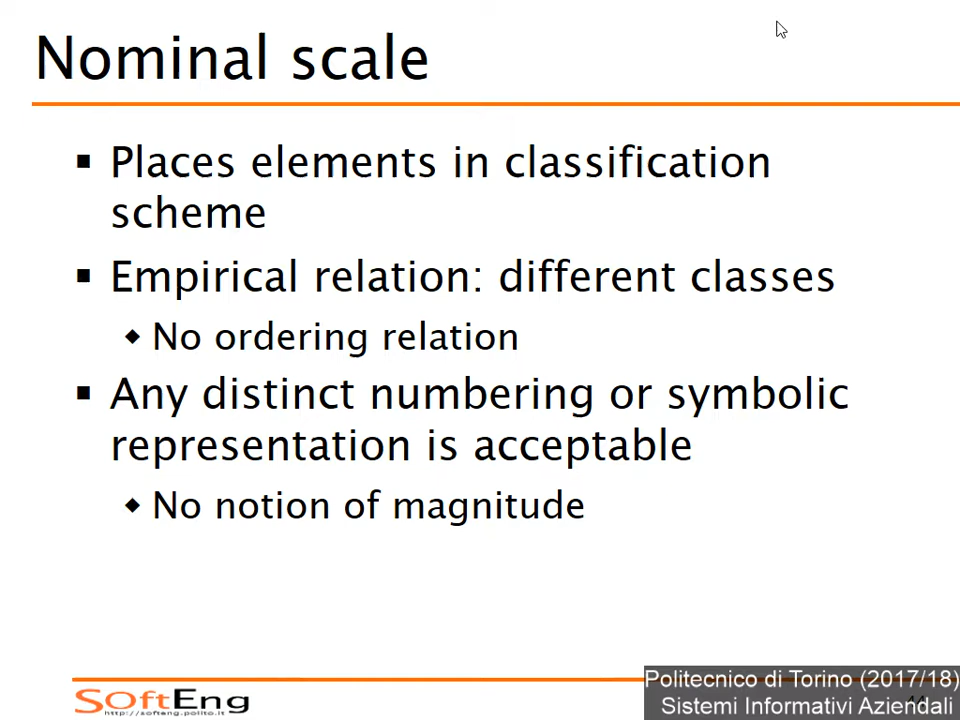 Nominal scale
▪ Places elements in classification
scheme
▪ Empirical relation: different classes
◆ No ordering relation
▪ Any distinct numbering or symbolic
representation is acceptable
◆ No notion of magnitude
SOftEng
http://softeng.polito.it
Politecnico di Torino (2017/18)
Sistemi Informativi Aziendali